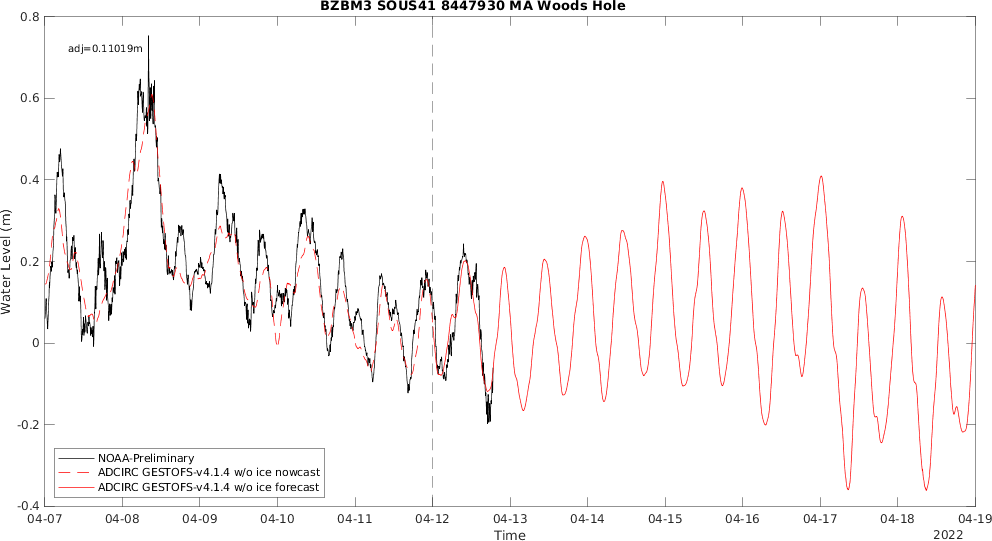 BZBM3 SOUS41 8447930 MA Woods Hole
0.8
adj=0.11019m
0.6
0.4
0.2
0
-0.2
-0.4
Water Level (m)
NOAA-Preliminary
ADCIRC GESTOFS-v4.1.4 w/o ice nowcast
ADCIRC GESTOFS-v4.1.4 w/o ice forecast
04-07 04-08 04-09 04-10 04-11 04-12 04-13 04-14 04-15 04-16 04-17 04-18 04-19
Time
2022